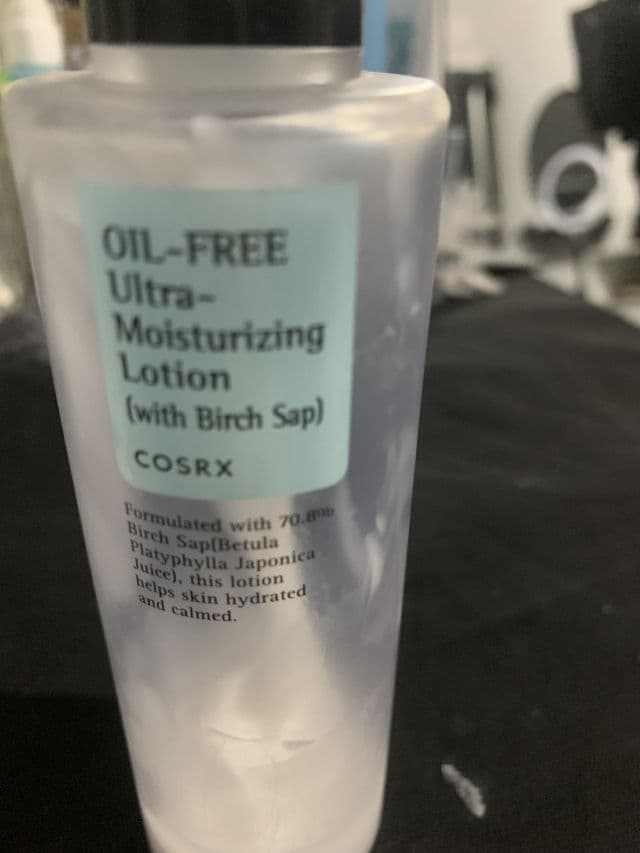 OIL-FREE
Ultra-
Moisturizing
Lotion
(with Birch Sap)
COSRX
Formulated with 70.8%
Birch Sap(Betula
Platyphylla Japonica
Juice), this lotion
helps skin hydrated
and calmed.